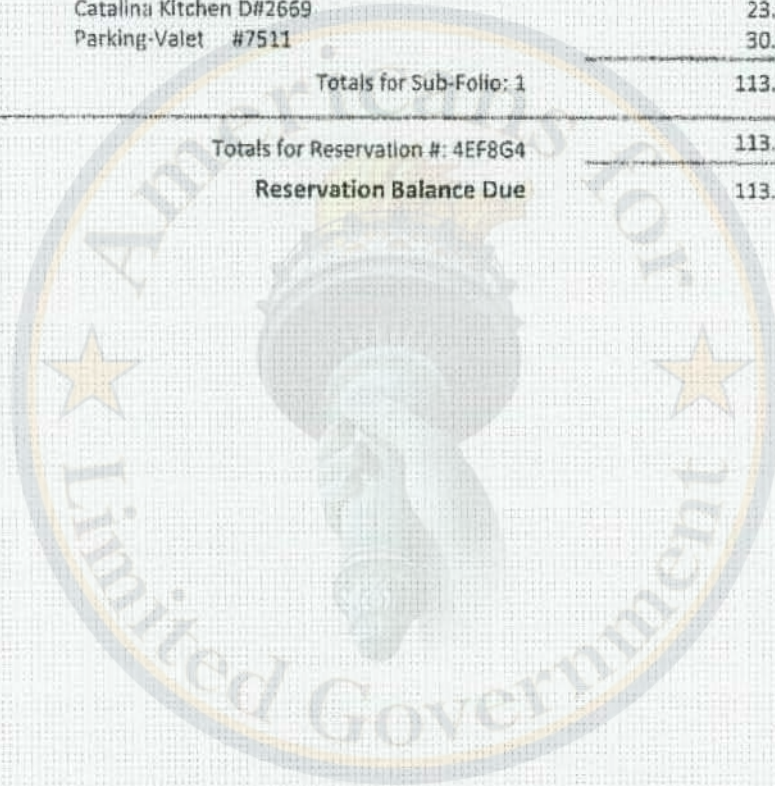 Catalina Kitchen D#2669 23.
Parking-Valet #7511 30.
Totals for Sub-Folio: 1 113.
Totals for Reservation #: 4EF8G4 113.
Reservation Balance Due 113.
Americans for
Limited Government